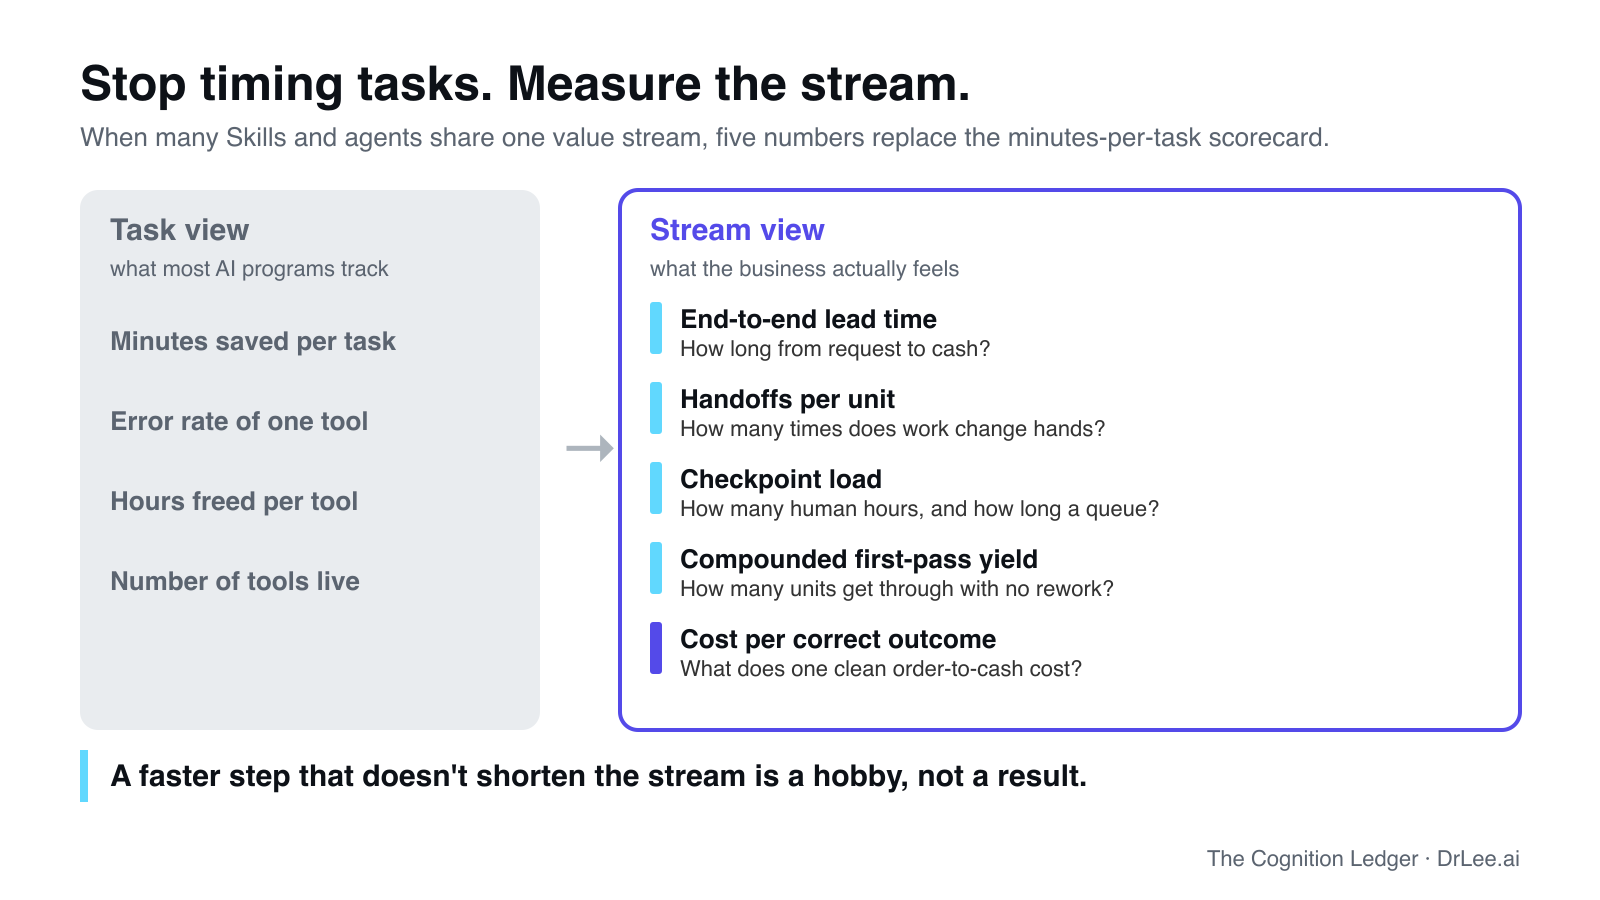 Stop timing tasks. Measure the stream.
When many Skills and agents share one value stream, five numbers replace the minutes-per-task scorecard.
Task view
what most AI programs track
Minutes saved per task
Error rate of one tool
Hours freed per tool
Number of tools live
Stream view
what the business actually feels
End-to-end lead time
How long from request to cash?
Handoffs per unit
How many times does work change hands?
Checkpoint load
How many human hours, and how long a queue?
Compounded first-pass yield
How many units get through with no rework?
Cost per correct outcome
What does one clean order-to-cash cost?
A faster step that doesn't shorten the stream is a hobby, not a result.
The Cognition Ledger · DrLee.ai